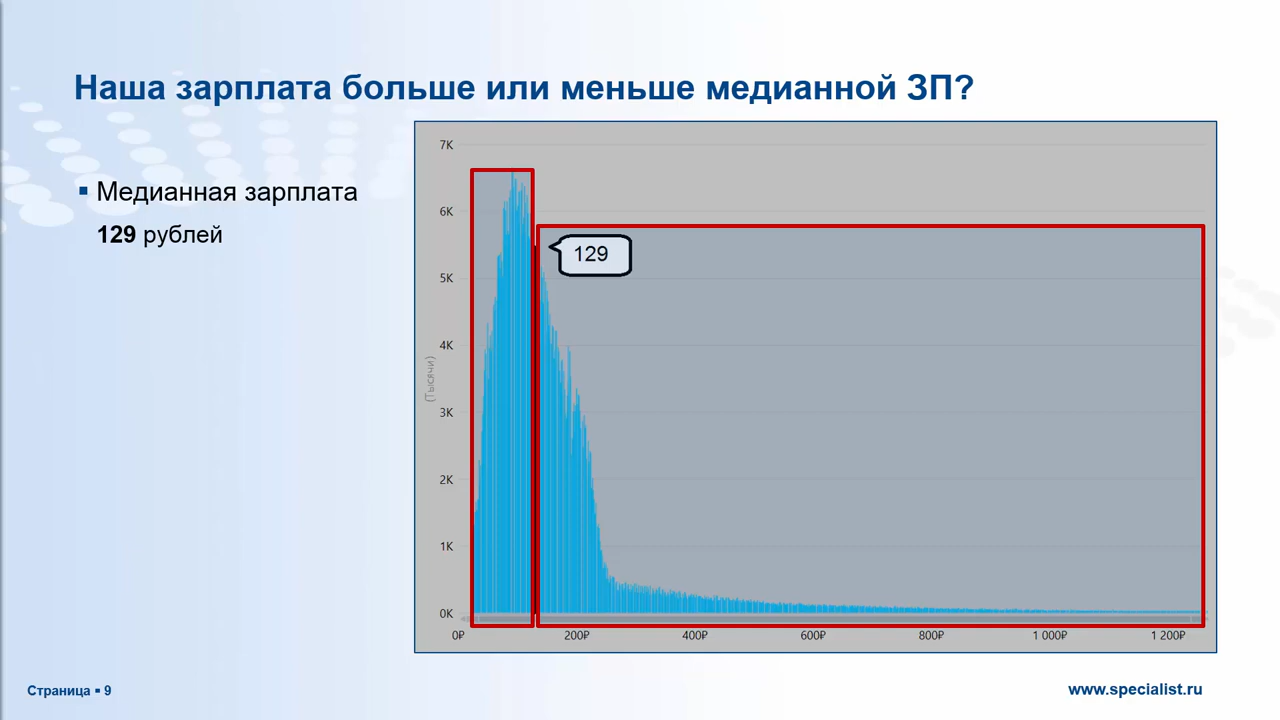 Наша зарплата больше или меньше медианной ЗП?
▪ Медианная зарплата
129 рублей
7K
6K
5K
4K
3K
2K
1K
0K
(Тысячи)
129
0₽ 200₽ 400₽ 600₽ 800₽ 1 000₽ 1 200₽
Страница ▪ 9
www.specialist.ru